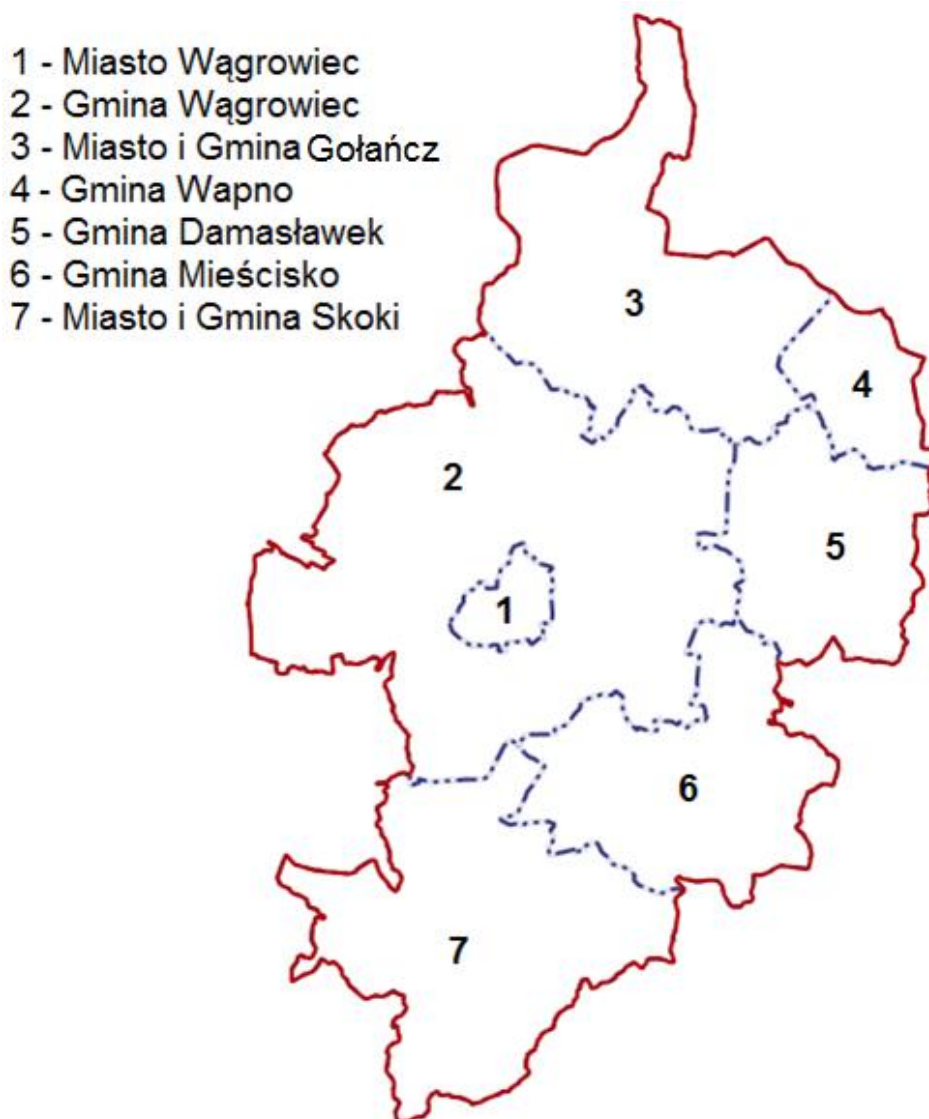 1 - Miasto Wągrowiec
2 - Gmina Wągrowiec
3 - Miasto i Gmina Gołańcz
4 - Gmina Wapno
5 - Gmina Damasławek
6 - Gmina Mieścisko
7 - Miasto i Gmina Skoki
3
4
2
5
1
6
7